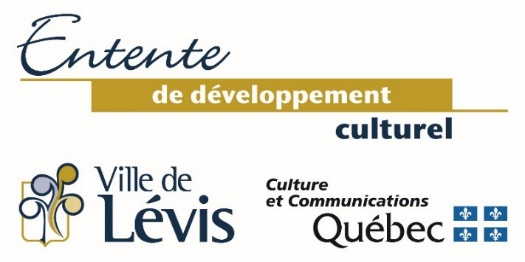 Entente
de développement
culturel
Ville de
Lévis
Culture
et Communications
Québec